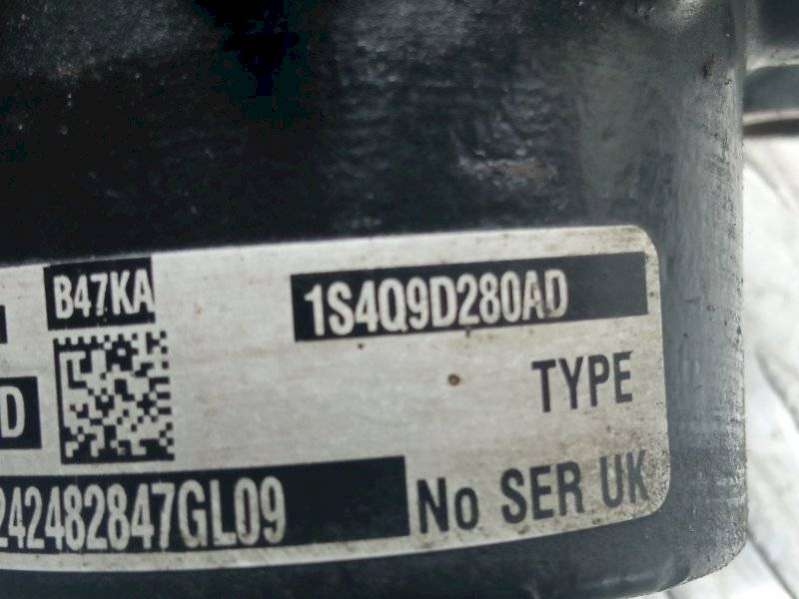 B47KA 1S4Q9D280AD
D TYPE
242482847GL09 No SER UK